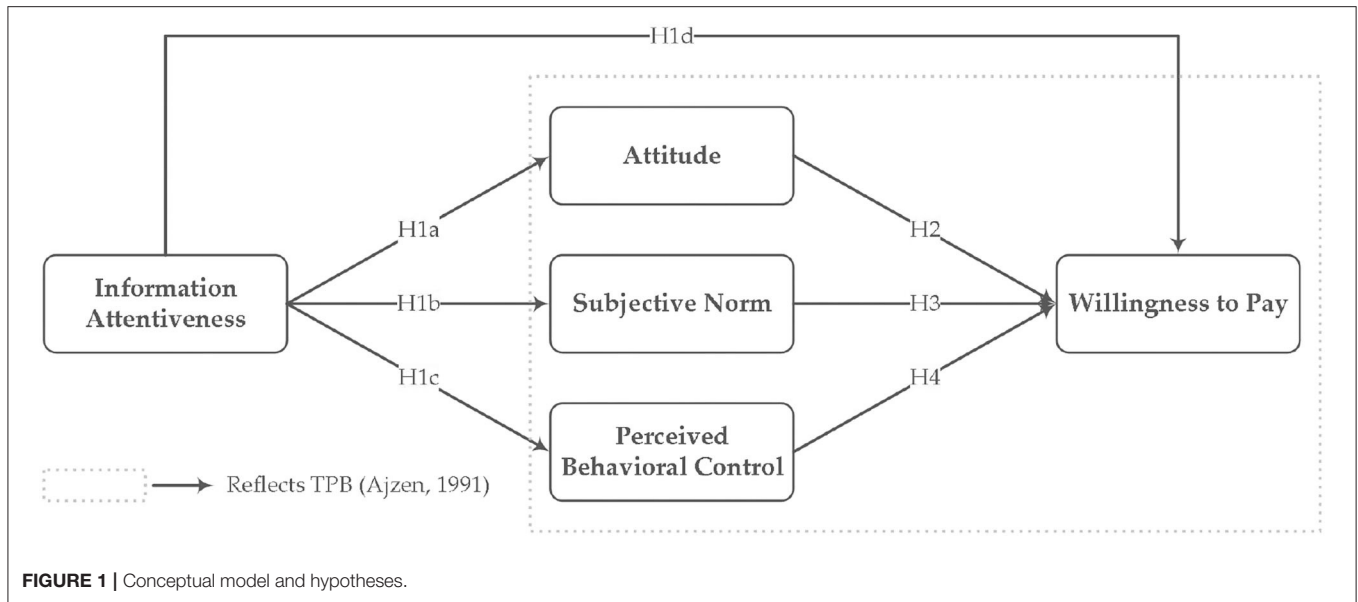 H1d
Attitude
H1a
H2
Information
Attentiveness
H1b
Subjective Norm
H3
Willingness to Pay
H1c
H4
Perceived
Behavioral Control
Reflects TPB (Ajzen, 1991)
FIGURE 1 | Conceptual model and hypotheses.